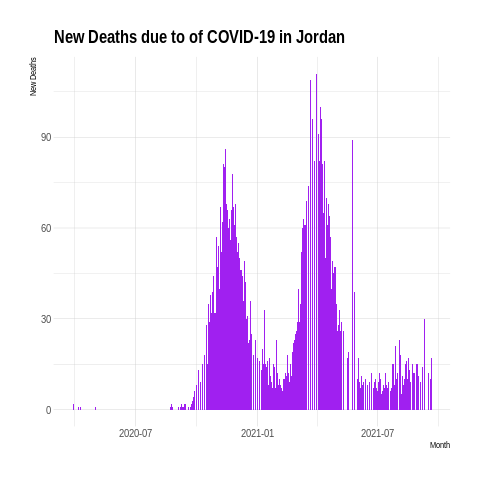 New Deaths due to of COVID-19 in Jordan
New Deaths
90
60
30
0
2020-07
2021-01
2021-07
Month